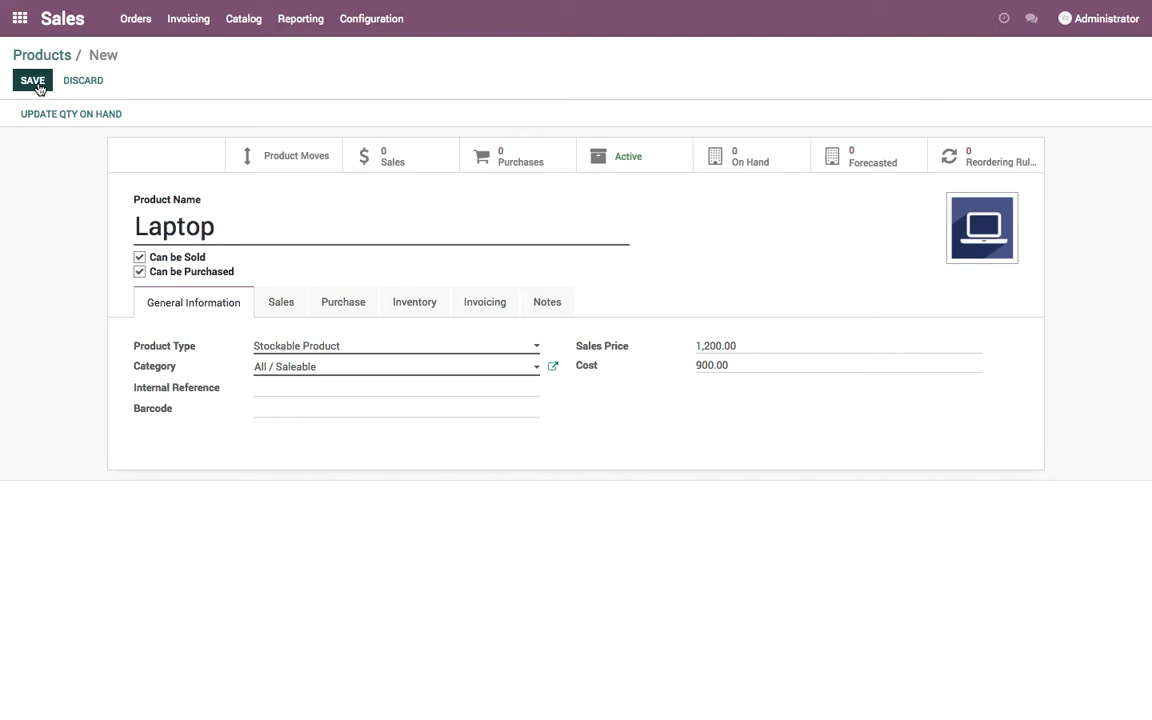 Sales Orders Invoicing Catalog Reporting Configuration Administrator
Products / New
SAVE DISCARD
UPDATE QTY ON HAND
Product Moves
0
Sales
0
Purchases
Active
0
On Hand
0
Forecasted
0
Reordering Rul...
Product Name
Laptop
Can be Sold
Can be Purchased
General Information Sales Purchase Inventory Invoicing Notes
Product Type Stockable Product Sales Price 1,200.00
Category All / Saleable Cost 900.00
Internal Reference
Barcode